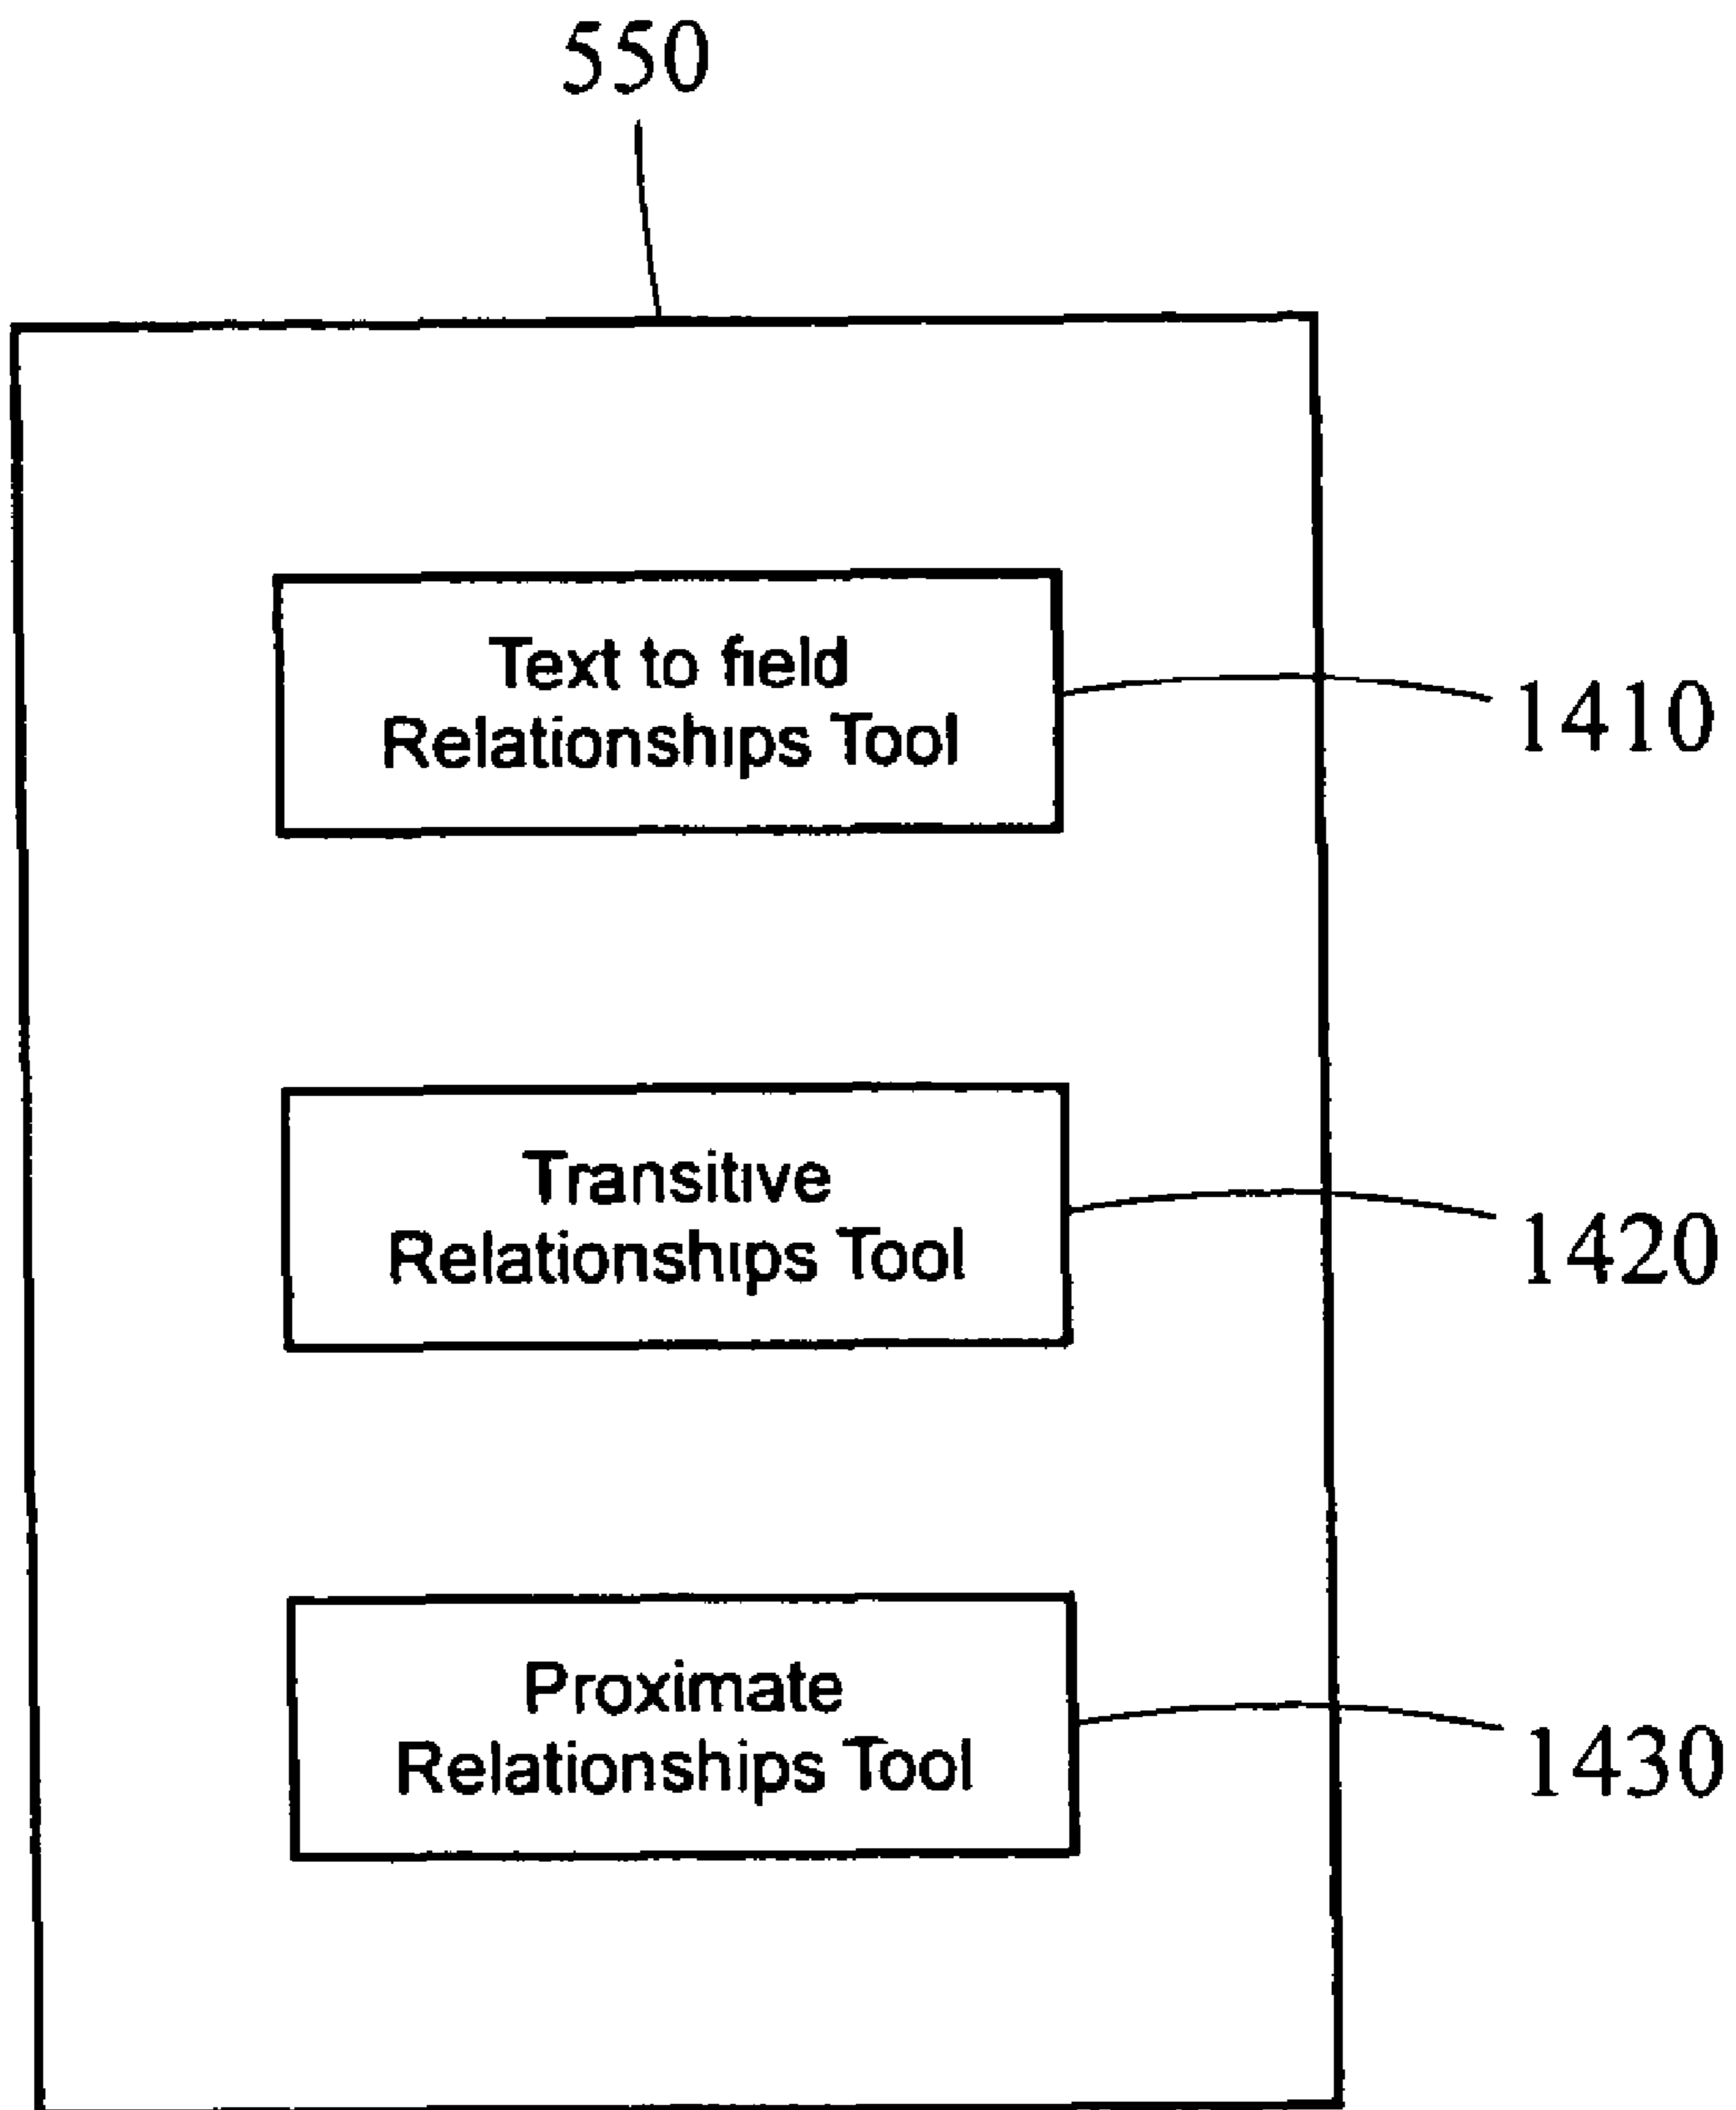 550
Text to field
Relationships Tool
1410
Transitive
Relationships Tool
1420
Proximate
Relationships Tool
1430